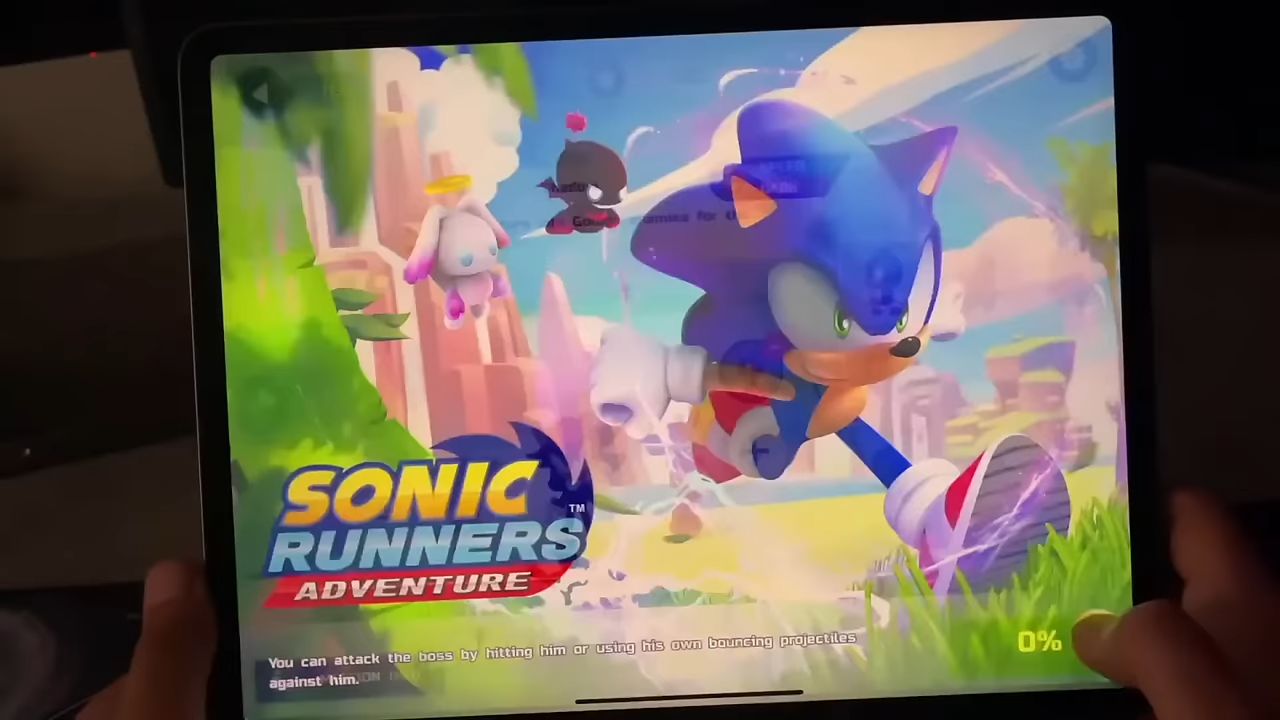 SONIC
TM
RUNNERS
ADVENTURE
You can attack the boss by hitting him or using his own bouncing projectiles
against him.
0%